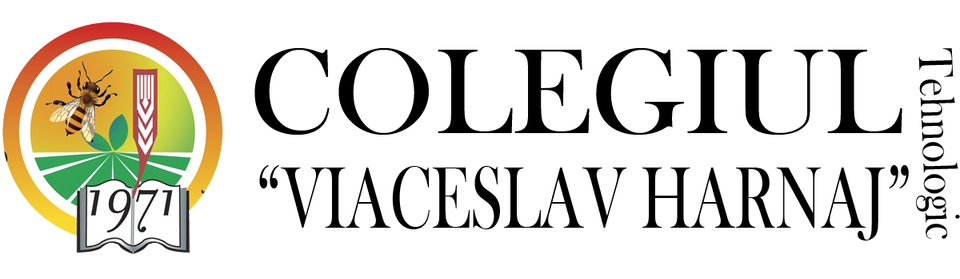 1971
COLEGIUL
Tehnologic
“VIACESLAV HARNAJ”